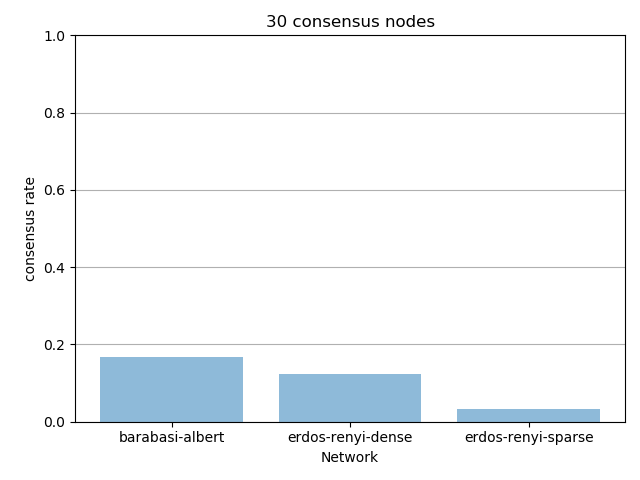 30 consensus nodes
1.0
0.8
0.6
0.4
0.2
0.0
consensus rate
barabasi-albert erdos-renyi-dense erdos-renyi-sparse
Network